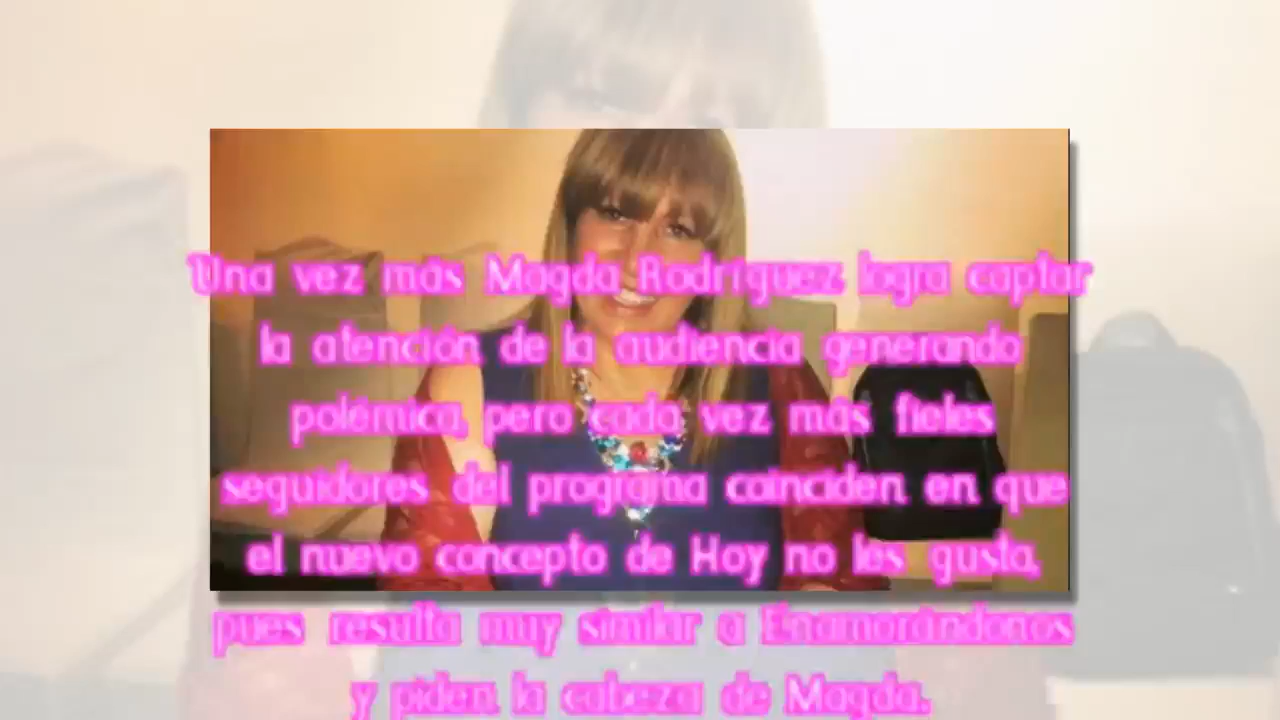 Una vez más Magda Rodríguez logra captar
la atención de la audiencia generando
polémica, pero cada vez más fieles
seguidores del programa coinciden en que
el nuevo concepto de Hoy no les gusta,
pues resulta muy similar a Enamorándonos
y piden la cabeza de Magda.